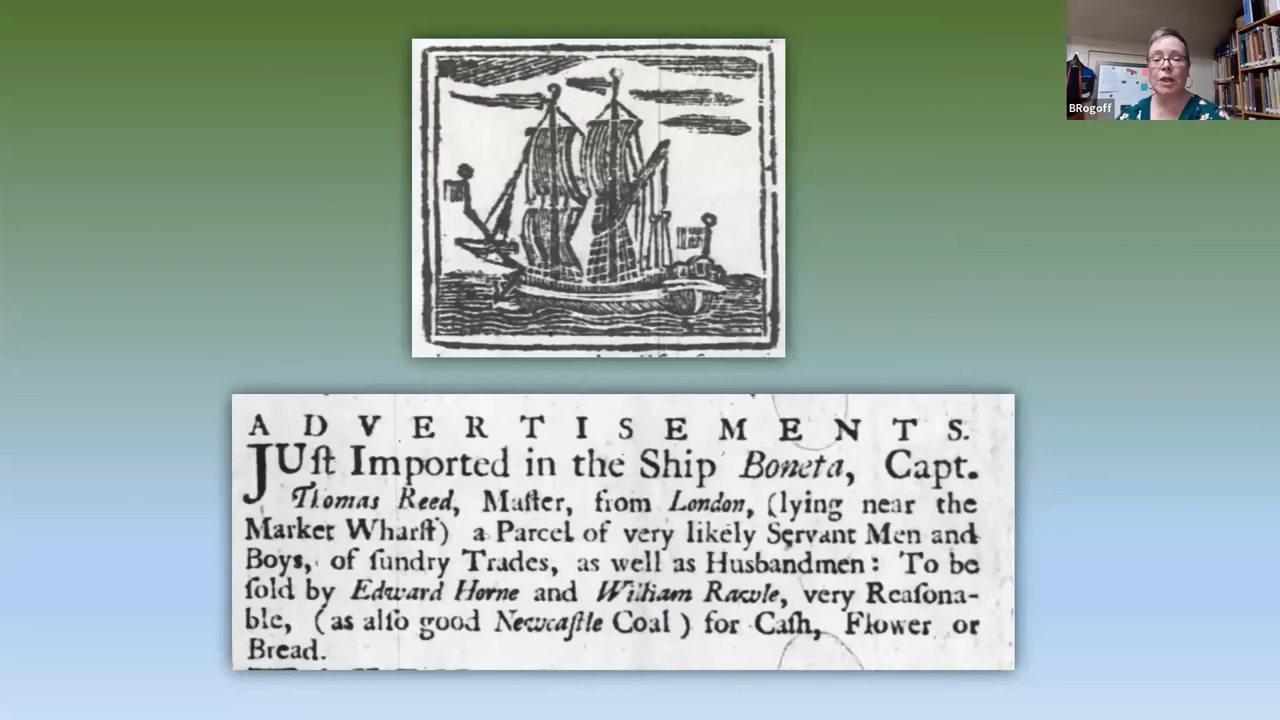 BRogoff
ADVERTISEMENTS.
JUſt Imported in the Ship Boneta, Capt.
Thomas Reed, Maſter, from London, (lying near the
Market Wharff) a Parcel of very likely Servant Men and
Boys, of ſundry Trades, as well as Husbandmen: To be
ſold by Edward Horne and William Rawle, very Reaſona-
ble, (as alſo good Newcaſtle Coal) for Caſh, Flower or
Bread.